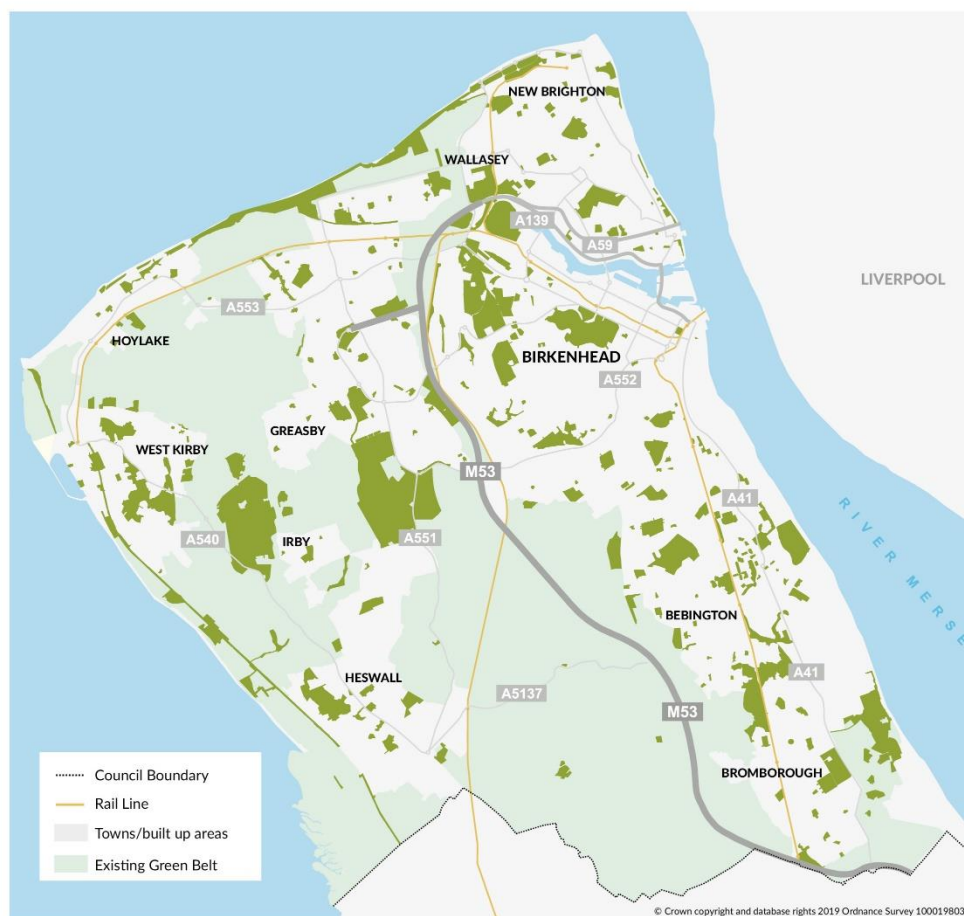 NEW BRIGHTON
WALLASEY
A139
A59
LIVERPOOL
A553
HOYLAKE
BIRKENHEAD
A552
GREASBY
WEST KIRBY
M53
A41
A540
IRBY
A551
RIVER MERSE
BEBINGTON
HESWALL
A41
A5137
M53
BROMBOROUGH
Council Boundary
Rail Line
Towns/built up areas
Existing Green Belt
© Crown copyright and database rights 2019 Ordnance Survey 100019803